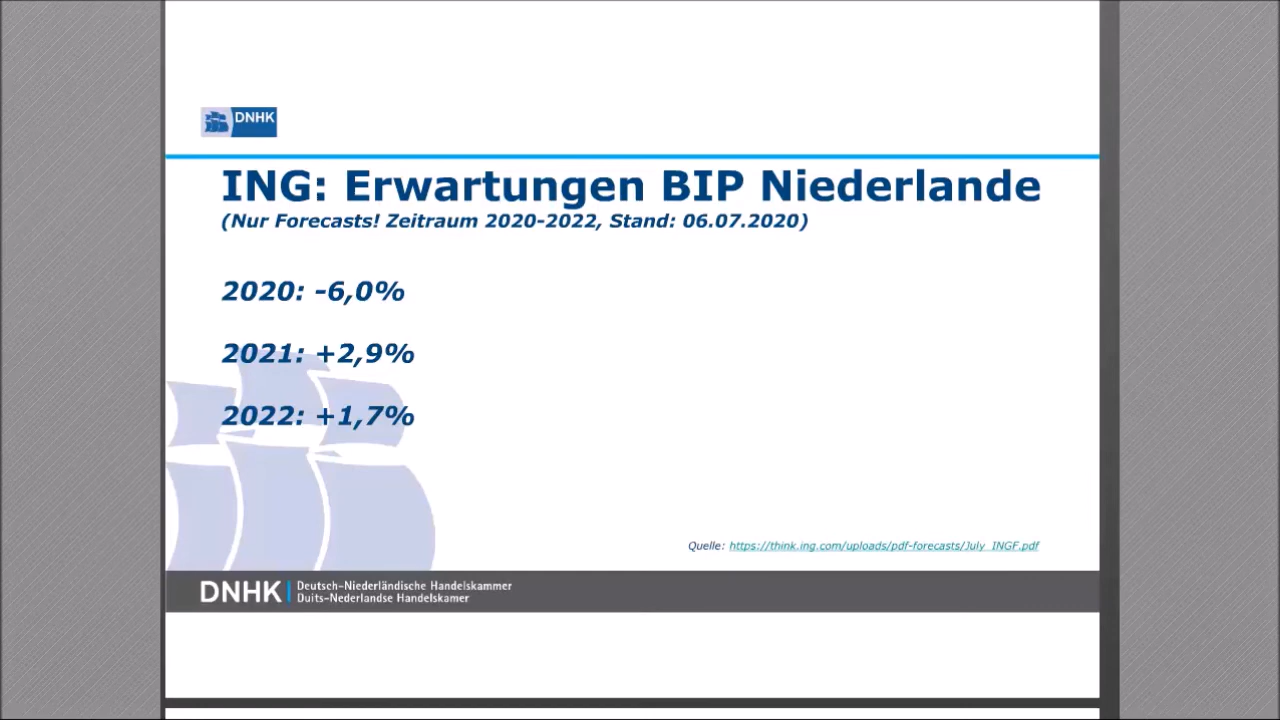 DNHK
ING: Erwartungen BIP Niederlande
(Nur Forecasts! Zeitraum 2020-2022, Stand: 06.07.2020)
2020: -6,0%
2021: +2,9%
2022: +1,7%
Quelle: https://think.ing.com/uploads/pdf-forecasts/July_INGF.pdf
DNHK | Deutsch-Niederländische Handelskammer
Duits-Nederlandse Handelskamer